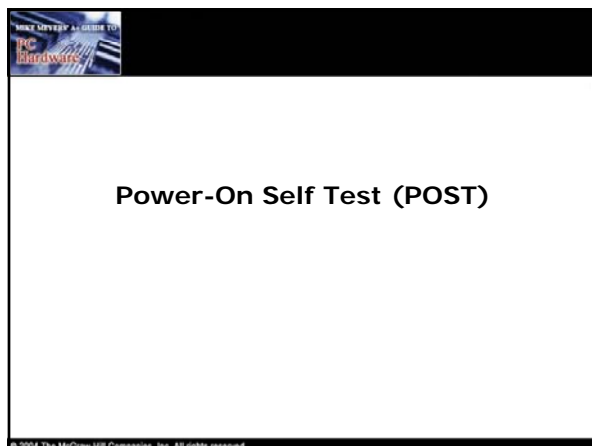 MIKE MEYERS' A+ GUIDE TO
PC
Hardware
Power-On Self Test (POST)
© 2004 The McGraw-Hill Companies, Inc. All rights reserved.